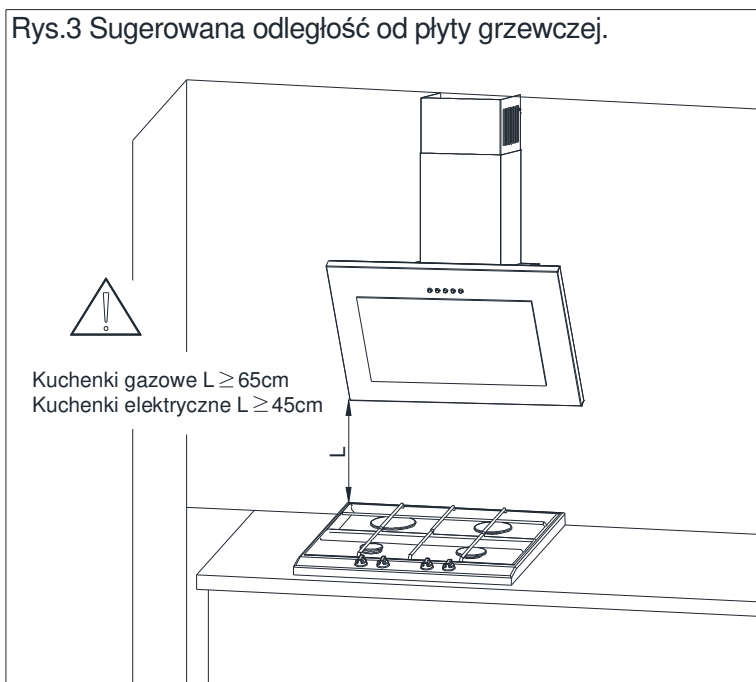 Rys.3 Sugerowana odległość od płyty grzewczej.
!
Kuchenki gazowe L ≥ 65cm
Kuchenki elektryczne L ≥ 45cm
L